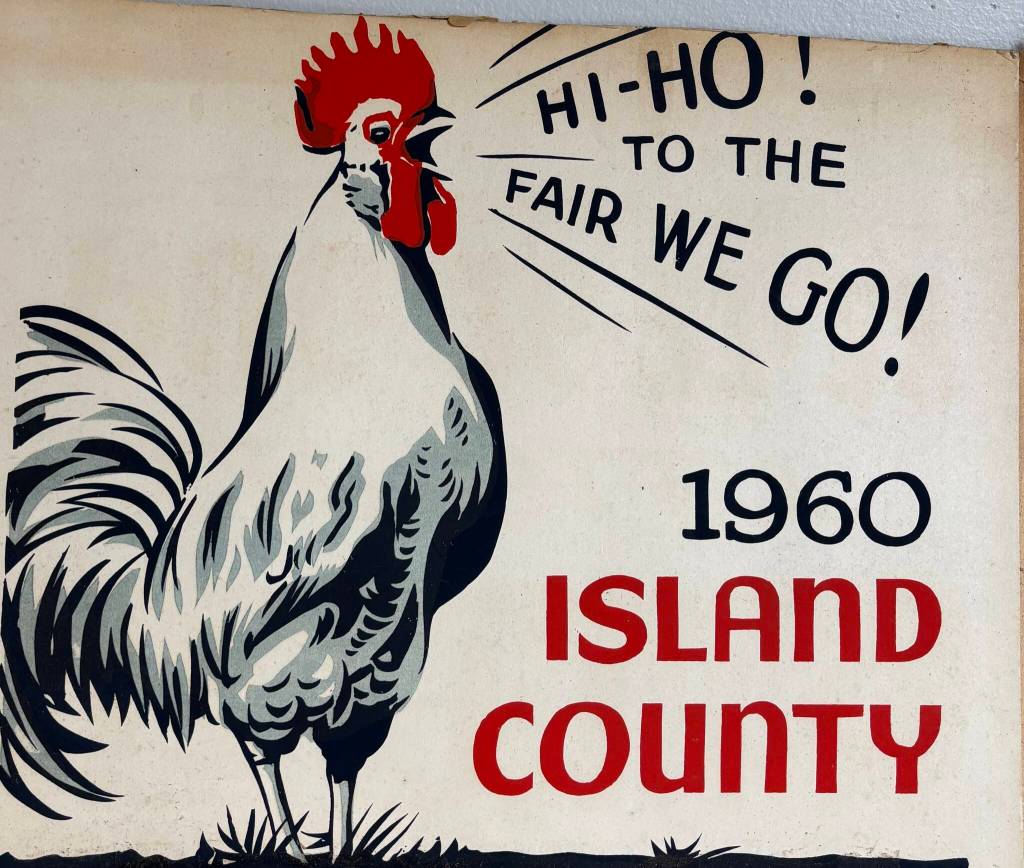 HI-HO!
TO THE
FAIR WE GO!
1960
ISLAND
COUNTY